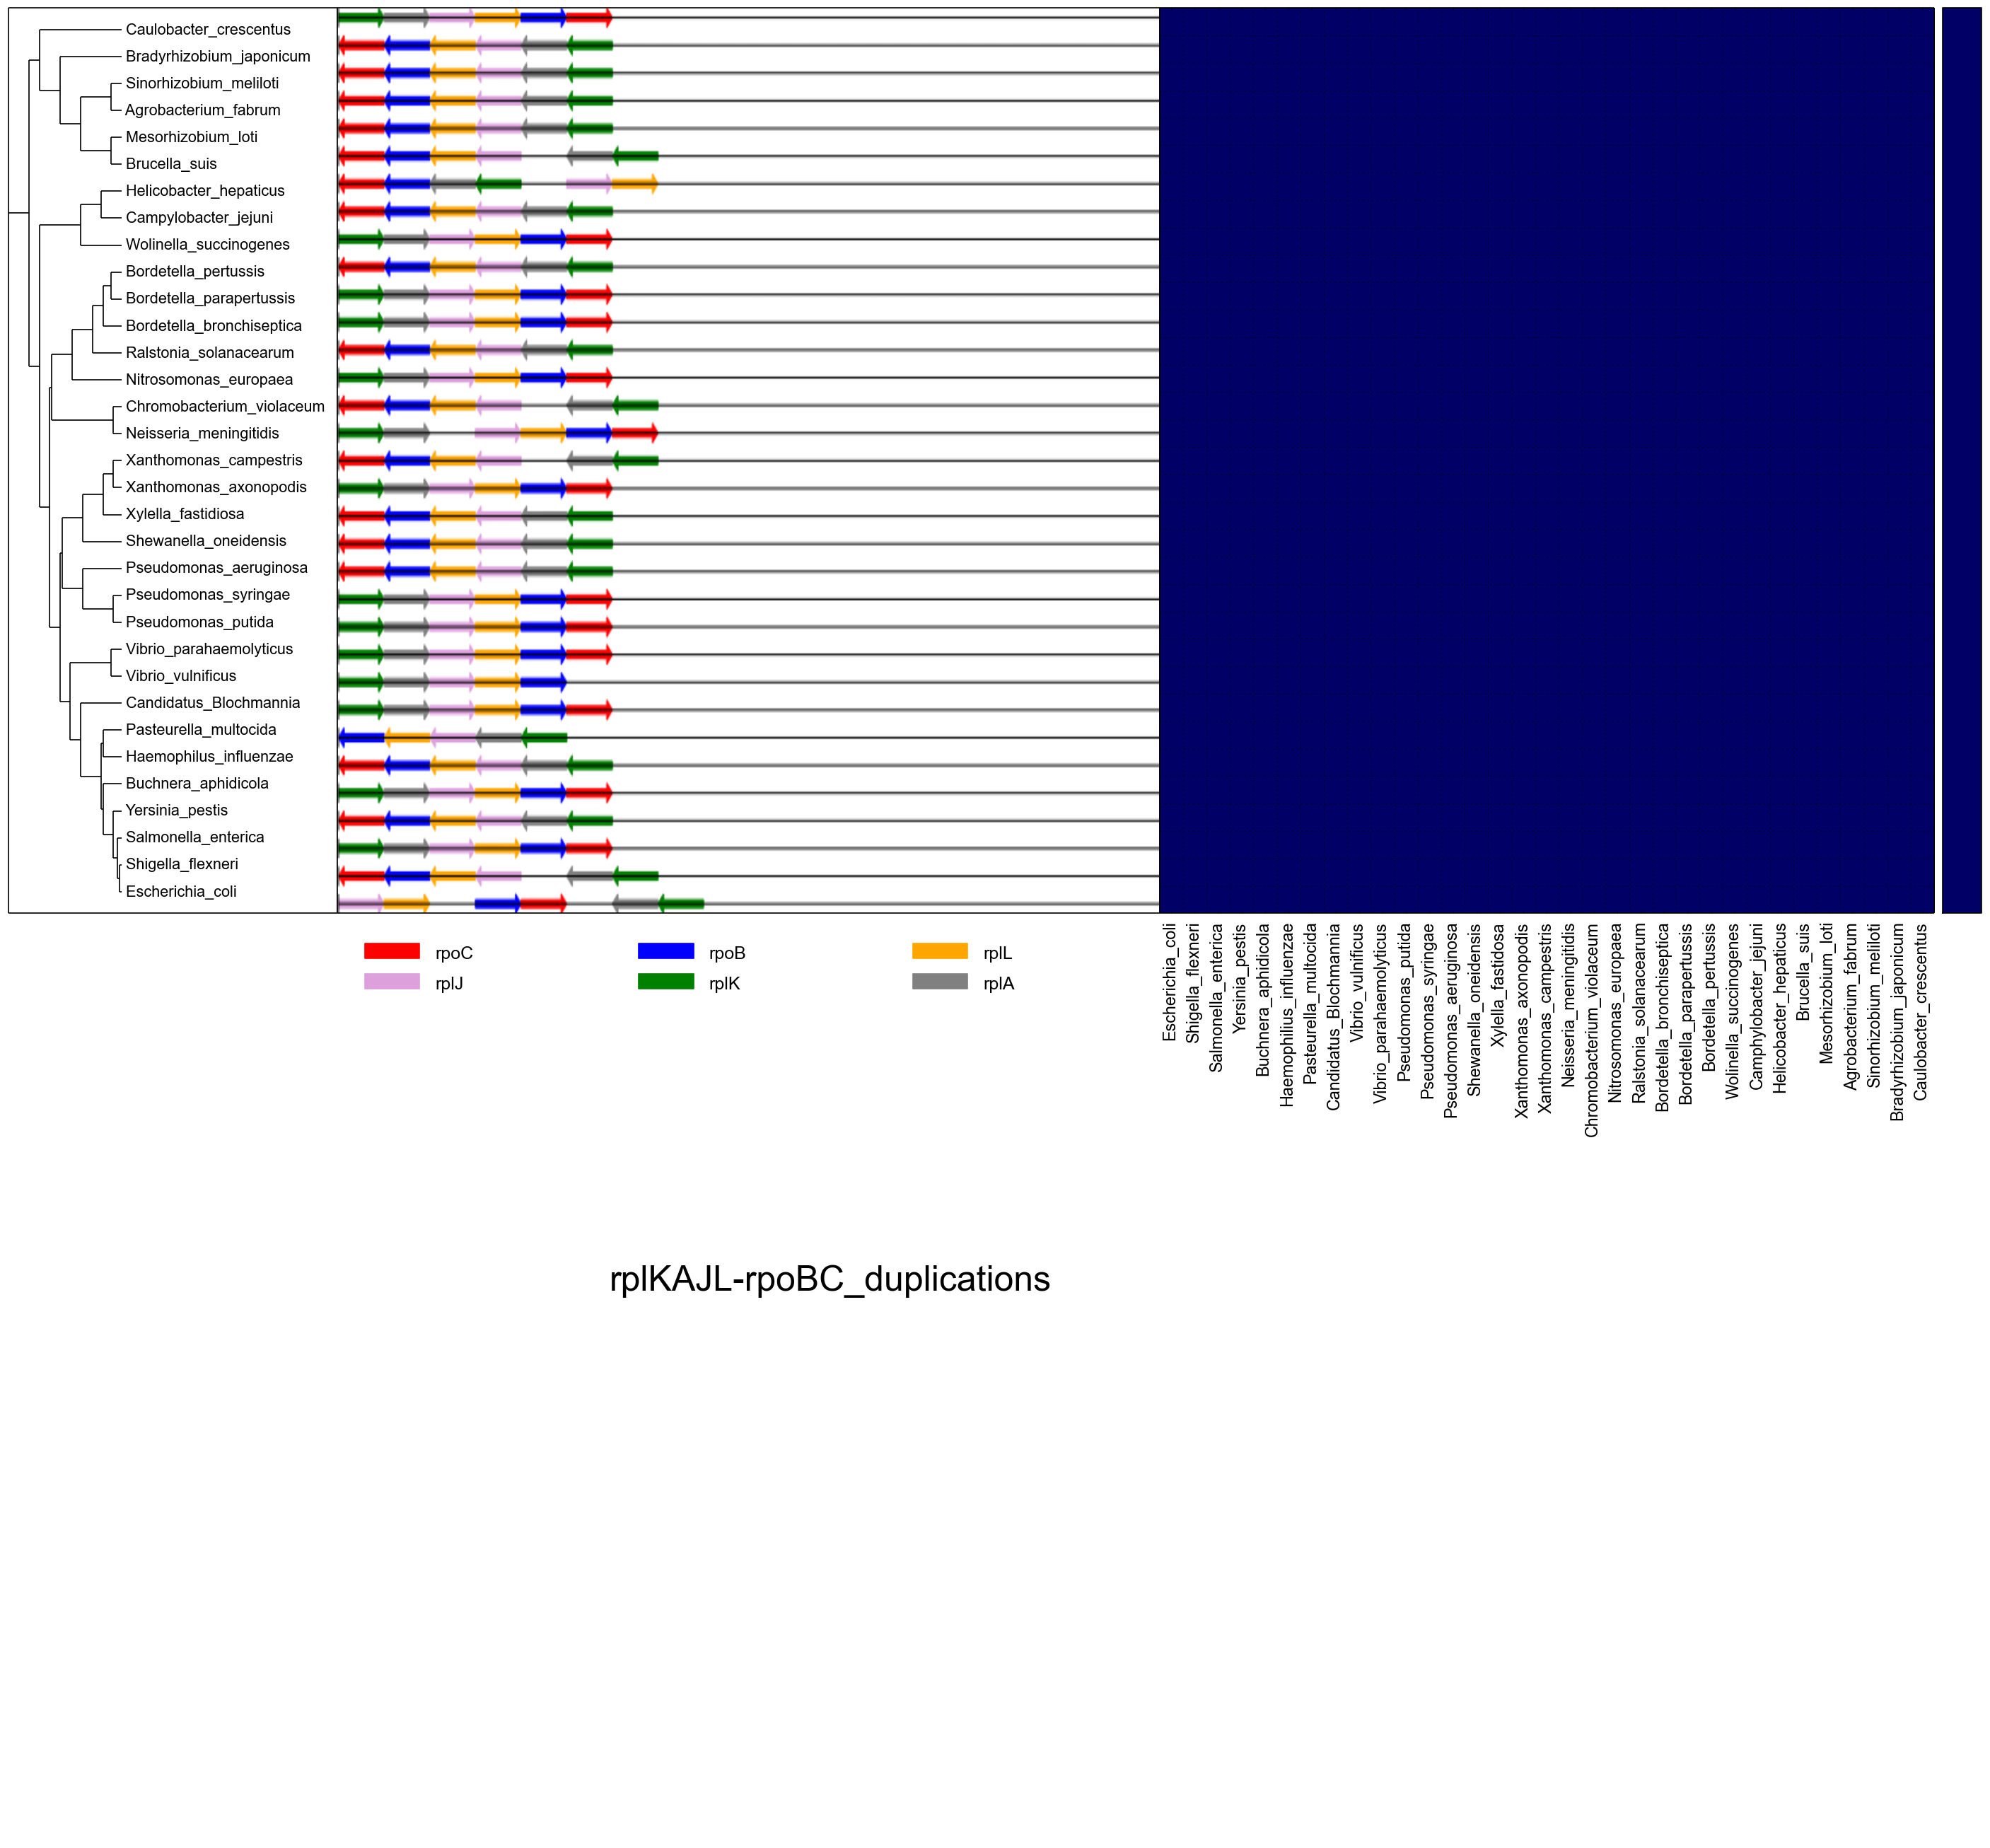 Caulobacter_crescentus
Bradyrhizobium_japonicum
Sinorhizobium_meliloti
Agrobacterium_fabrum
Mesorhizobium_loti
Brucella_suis
Helicobacter_hepaticus
Campylobacter_jejuni
Wolinella_succinogenes
Bordetella_pertussis
Bordetella_parapertussis
Bordetella_bronchiseptica
Ralstonia_solanacearum
Nitrosomonas_europaea
Chromobacterium_violaceum
Neisseria_meningitidis
Xanthomonas_campestris
Xanthomonas_axonopodis
Xylella_fastidiosa
Shewanella_oneidensis
Pseudomonas_aeruginosa
Pseudomonas_syringae
Pseudomonas_putida
Vibrio_parahaemolyticus
Vibrio_vulnificus
Candidatus_Blochmannia
Pasteurella_multocida
Haemophilus_influenzae
Buchnera_aphidicola
Yersinia_pestis
Salmonella_enterica
Shigella_flexneri
Escherichia_coli
rpoC rpoB rplL
rplJ rplK rplA
Escherichia_coli
Shigella_flexneri
Salmonella_enterica
Yersinia_pestis
Buchnera_aphidicola
Haemophilius_influenzae
Pasteurella_multocida
Candidatus_Blochmannia
Vibrio_vulnificus
Vibrio_parahaemolyticus
Pseudomonas_putida
Pseudomonas_syringae
Pseudomonas_aeruginosa
Shewanella_oneidensis
Xylella_fastidosa
Xanthomonas_axonopodis
Xanthomonas_campestris
Neisseria_meningitidis
Chromobacterium_violaceum
Nitrosomonas_europaea
Ralstonia_solanacearum
Bordetella_bronchiseptica
Bordetella_parapertussis
Bordetella_pertussis
Wolinella_succinogenes
Camphylobacter_jejuni
Helicobacter_hepaticus
Brucella_suis
Mesorhizobium_loti
Agrobacterium_fabrum
Sinorhizobium_meliloti
Bradyrhizobium_japonicum
Caulobacter_crescentus
rplKAJL-rpoBC_duplications